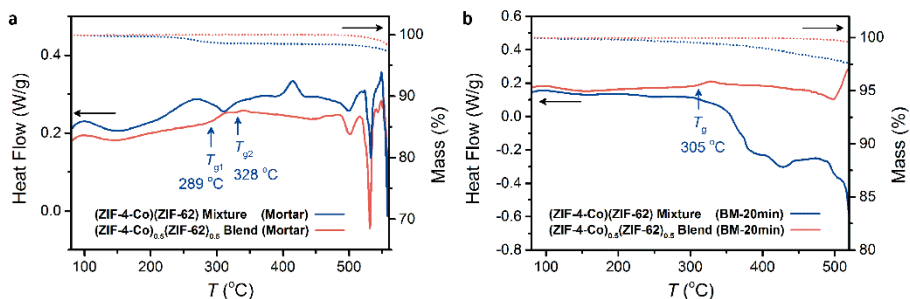 a
Heat Flow (W/g)
0.4
0.2
0.0
Mass (%)
100
90
80
70
Tg1
289 °C
Tg2
328 °C
(ZIF-4-Co)(ZIF-62) Mixture (Mortar)
(ZIF-4-Co)0.5(ZIF-62)0.5 Blend (Mortar)
100 200 300 400 500
T (°C)
b
Heat Flow (W/g)
0.6
0.4
0.2
0.0
-0.2
-0.4
-0.6
-0.8
Mass (%)
100
95
90
85
80
Tg
305 °C
(ZIF-4-Co)(ZIF-62) Mixture (BM-20min)
(ZIF-4-Co)0.5(ZIF-62)0.5 Blend (BM-20min)
100 200 300 400 500
T (°C)